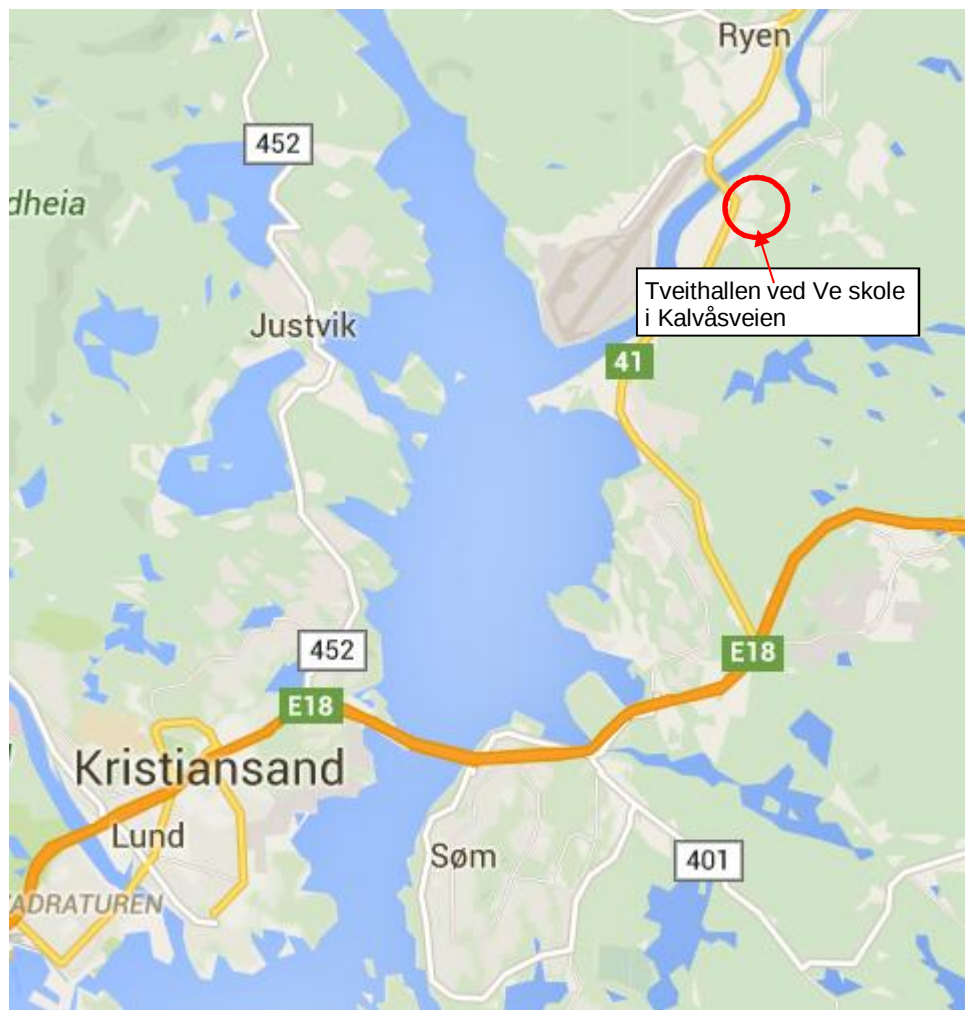 Ryen
452
dheia
Tveithallen ved Ve skole
i Kalvåsveien
Justvik
41
452
E18
E18
Kristiansand
Lund
Søm
401
ADRATUREN